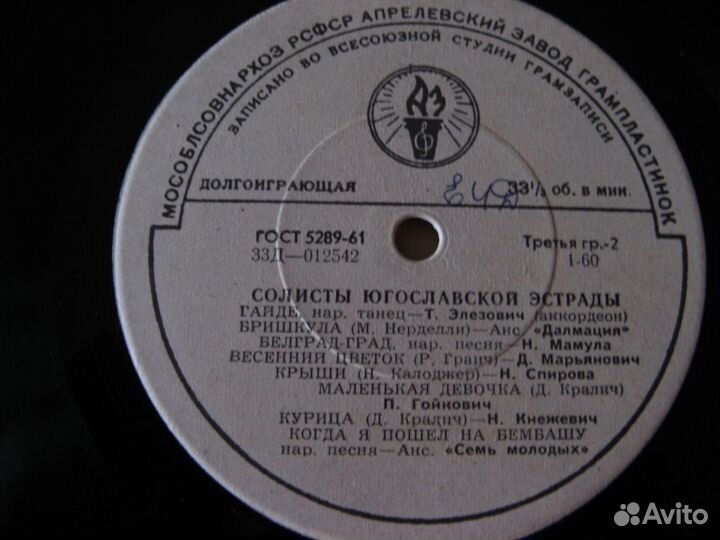 МОСОБЛСОВНАРХОЗ РСФСР АПРЕЛЕВСКИЙ ЗАВОД ГРАМПЛАСТИНОК
ЗАПИСАНО ВО ВСЕСОЮЗНОЙ СТУДИИ ГРАМЗАПИСИ
АЗ
ДОЛГОИГРАЮЩАЯ
33⅓ об. в мин.
ГОСТ 5289-61
Третья гр.-2
33Д—012542
1-60
СОЛИСТЫ ЮГОСЛАВСКОЙ ЭСТРАДЫ
ГАЙДЕ, нар. танец—Т. Элезович (аккордеон)
БРИШКУЛА (М. Нерделли)—Анс. «Далмация»
БЕЛГРАД-ГРАД, нар. песня—Н. Мамула
ВЕСЕННИЙ ЦВЕТОК (Р. Граич)—Д. Марьянович
КРЫШИ (Н. Калоджер)—Н. Спирова
МАЛЕНЬКАЯ ДЕВОЧКА (Д. Кралич)
П. Гойкович
КУРИЦА (Д. Кралич)—Н. Кнежевич
КОГДА Я ПОШЕЛ НА БЕМБАШУ
нар. песня—Анс. «Семь молодых»
Avito